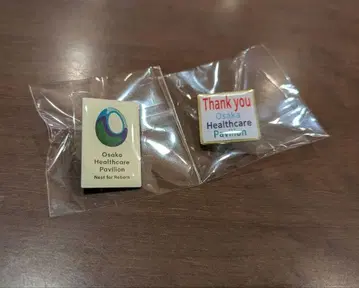 Osaka
Healthcare
Pavilion
Nest for Reborn
Thank you
Osaka
Healthcare
Pavilion